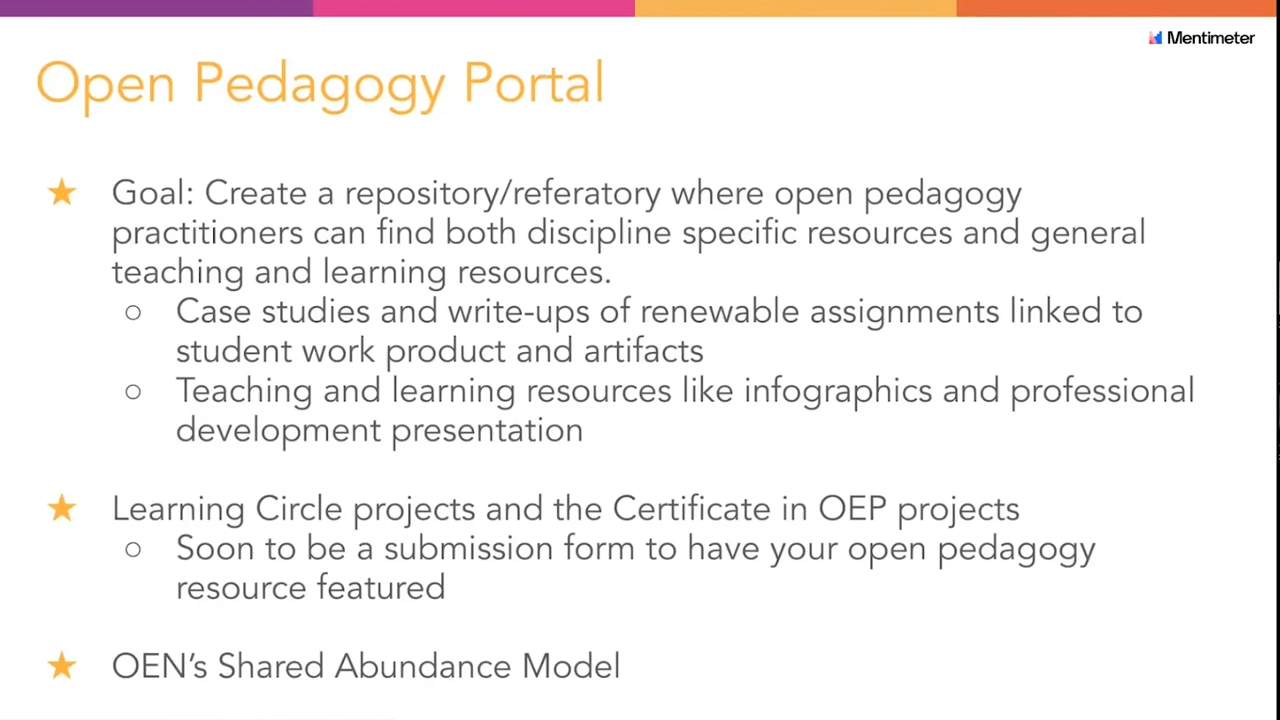 Mentimeter
Open Pedagogy Portal
★ Goal: Create a repository/referatory where open pedagogy
practitioners can find both discipline specific resources and general
teaching and learning resources.
○ Case studies and write-ups of renewable assignments linked to
student work product and artifacts
○ Teaching and learning resources like infographics and professional
development presentation
★ Learning Circle projects and the Certificate in OEP projects
○ Soon to be a submission form to have your open pedagogy
resource featured
★ OEN’s Shared Abundance Model